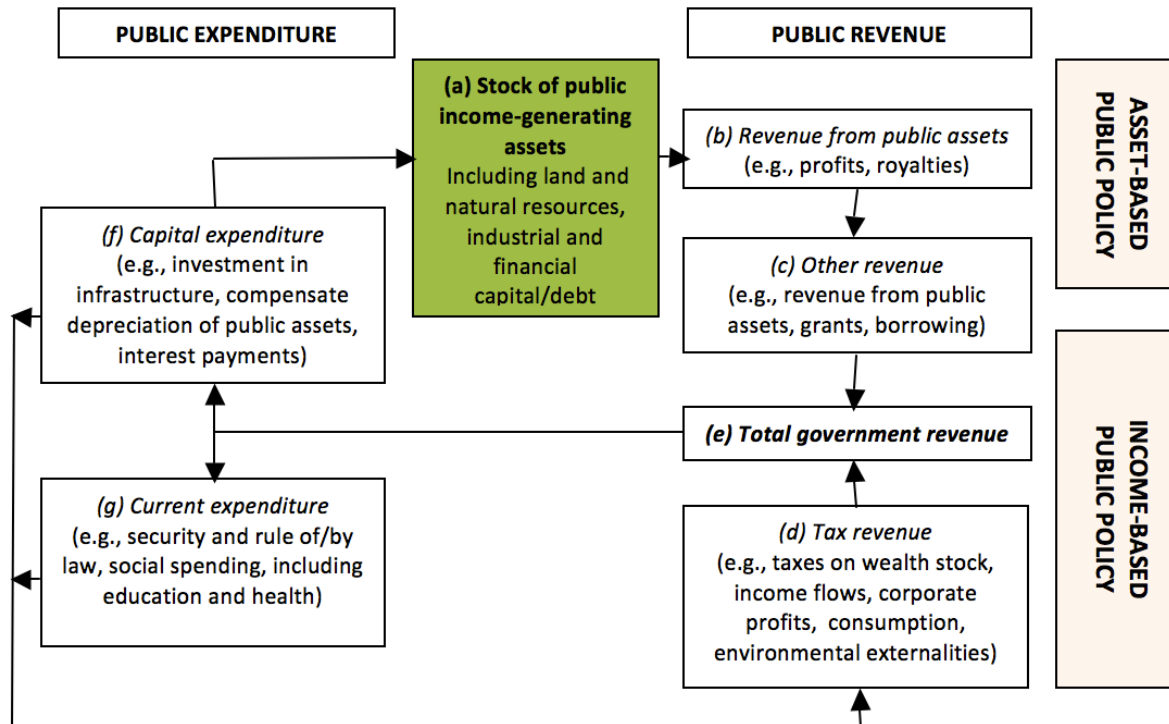 PUBLIC EXPENDITURE
PUBLIC REVENUE
(a) Stock of public
income-generating
assets
Including land and
natural resources,
industrial and
financial
capital/debt
(b) Revenue from public assets
(e.g., profits, royalties)
ASSET-BASED
PUBLIC POLICY
(f) Capital expenditure
(e.g., investment in
infrastructure, compensate
depreciation of public assets,
interest payments)
(c) Other revenue
(e.g., revenue from public
assets, grants, borrowing)
(e) Total government revenue
INCOME-BASED
PUBLIC POLICY
(g) Current expenditure
(e.g., security and rule of/by
law, social spending, including
education and health)
(d) Tax revenue
(e.g., taxes on wealth stock,
income flows, corporate
profits, consumption,
environmental externalities)